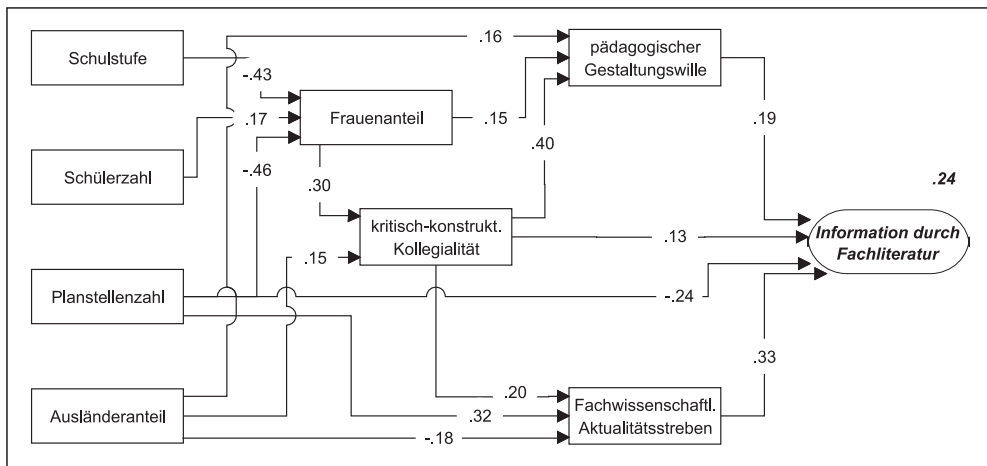 .16
pädagogischer
Gestaltungswille
Schulstufe
-.43
Frauenanteil
.15
.19
.17
.40
Schülerzahl
-.46
.30
.24
kritisch-konstrukt.
Kollegialität
.13
Information durch
Fachliteratur
.15
Planstellenzahl
-.24
.33
.20
Ausländeranteil
.32
Fachwissenschaftl.
Aktualitätsstreben
-.18